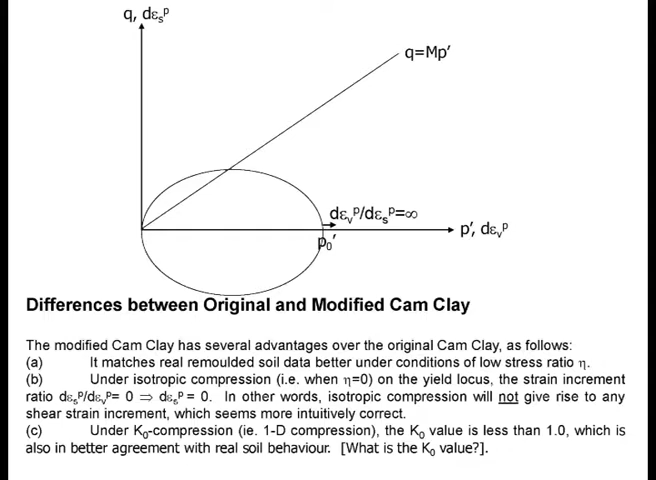 q, dεₛᵖ
q=Mp′
dεᵥᵖ/dεₛᵖ=∞
p′, dεᵥᵖ
p₀′
Differences between Original and Modified Cam Clay
The modified Cam Clay has several advantages over the original Cam Clay, as follows:
(a) It matches real remoulded soil data better under conditions of low stress ratio η.
(b) Under isotropic compression (i.e. when η=0) on the yield locus, the strain increment
ratio dεₛᵖ/dεᵥᵖ= 0 ⇒ dεₛᵖ = 0. In other words, isotropic compression will not give rise to any
shear strain increment, which seems more intuitively correct.
(c) Under K₀-compression (ie. 1-D compression), the K₀ value is less than 1.0, which is
also in better agreement with real soil behaviour. [What is the K₀ value?].